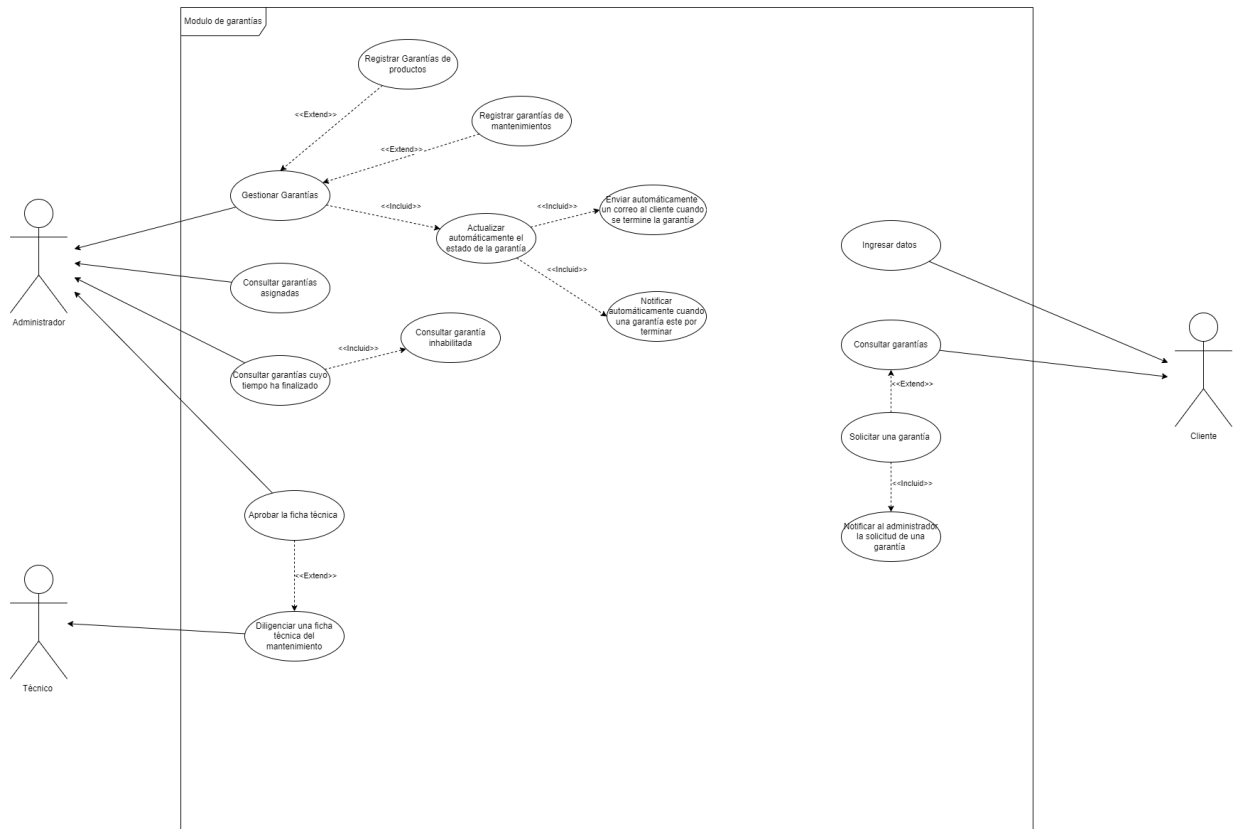 Modulo de garantías
Registrar Garantías de
productos
<<Extend>>
Registrar garantías de
mantenimientos
<<Extend>>
Gestionar Garantías
<<Incluid>>
Actualizar
automáticamente el
estado de la garantía
<<Incluid>>
Enviar automáticamente
un correo al cliente cuando
se termine la garantía
<<Incluid>>
Notificar
automáticamente cuando
una garantía este por
terminar
Consultar garantías
asignadas
Administrador
Consultar garantías cuyo
tiempo ha finalizado
<<Incluid>>
Consultar garantía
inhabilitada
Ingresar datos
Consultar garantías
<<Extend>>
Solicitar una garantía
<<Incluid>>
Notificar al administrador
la solicitud de una
garantía
Cliente
Aprobar la ficha técnica
<<Extend>>
Diligenciar una ficha
técnica del
mantenimiento
Técnico